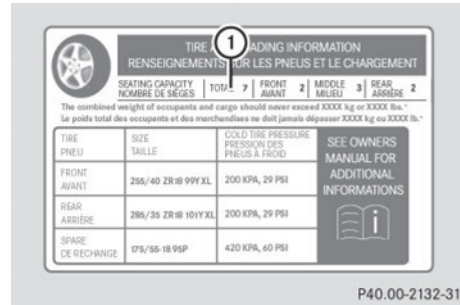 TIRE A ADING INFORMATION
RENSEIGNEMENTS SUR LES PNEUS ET LE CHARGEMENT
1
SEATING CAPACITY TOTAL 7 FRONT 2 MIDDLE 3 REAR 2
NOMBRE DE SIÈGES AVANT MILIEU ARRIÈRE
The combined weight of occupants and cargo should never exceed XXXX kg or XXXX lbs.*
Le poids total des occupants et des marchandises ne doit jamais dépasser XXXX kg ou XXXX lb.*
TIRE SIZE COLD TIRE PRESSURE
PNEU TAILLE PRESSION DES
PNEUS À FROID
SEE OWNERS
MANUAL FOR
ADDITIONAL
INFORMATIONS
i
FRONT 255/40 ZR18 99Y XL 200 KPA, 29 PSI
AVANT
REAR 285/35 ZR18 101Y XL 200 KPA, 29 PSI
ARRIÈRE
SPARE 175/55-18 95P 420 KPA, 60 PSI
DE RECHANGE
P40.00-2132-31